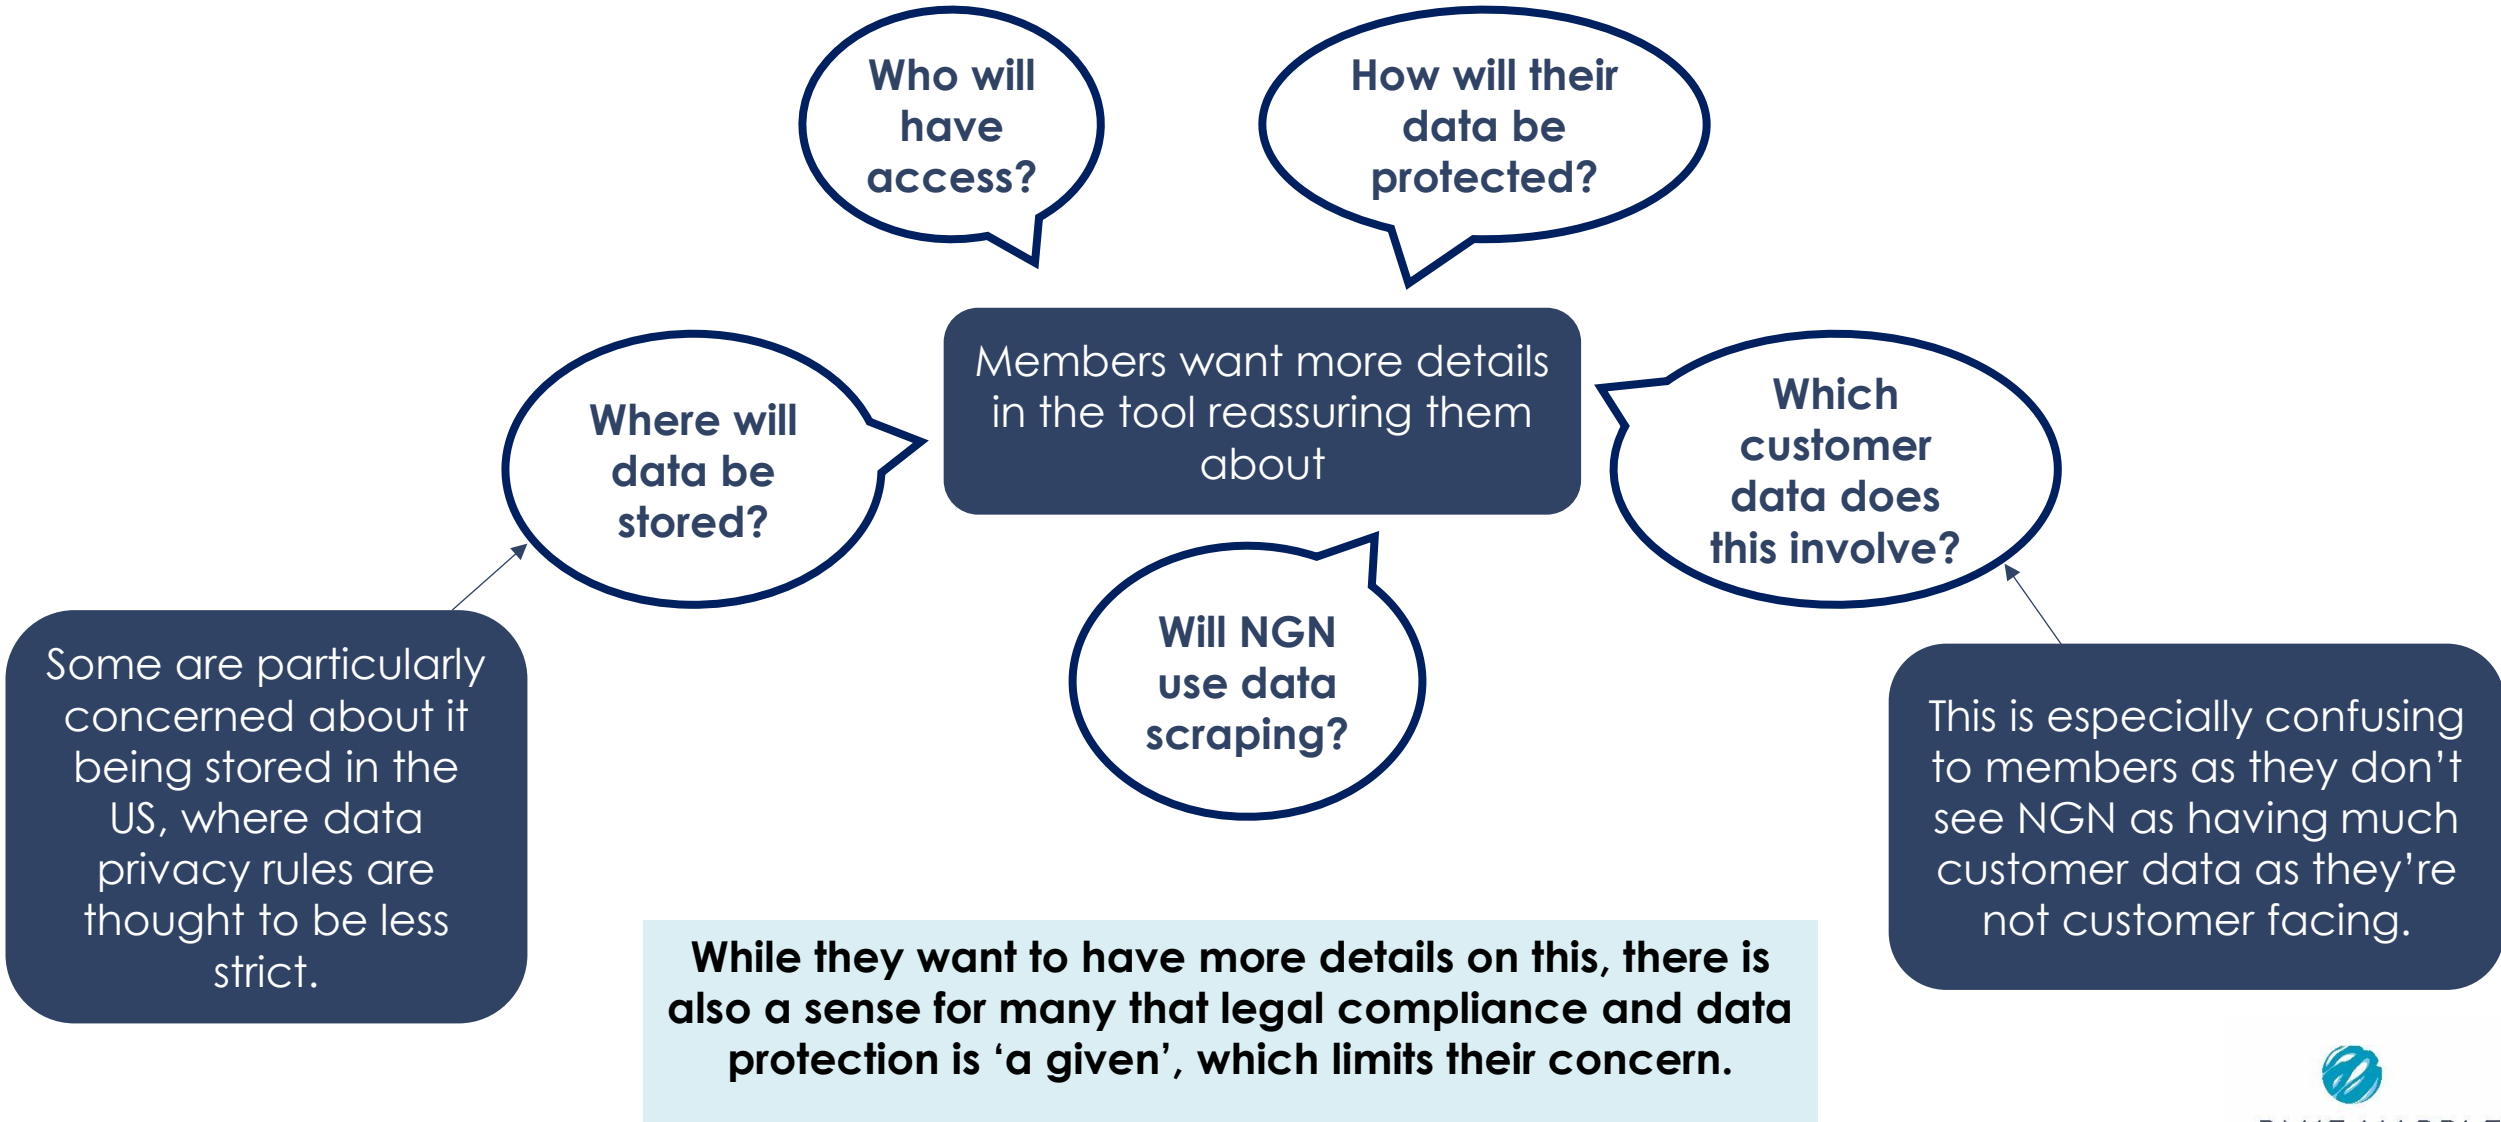 Who will
have
access?
How will their
data be
protected?
Members want more details
in the tool reassuring them
about
Where will
data be
stored?
Which
customer
data does
this involve?
Will NGN
use data
scraping?
Some are particularly
concerned about it
being stored in the
US, where data
privacy rules are
thought to be less
strict.
This is especially confusing
to members as they don’t
see NGN as having much
customer data as they’re
not customer facing.
While they want to have more details on this, there is
also a sense for many that legal compliance and data
protection is ‘a given’, which limits their concern.